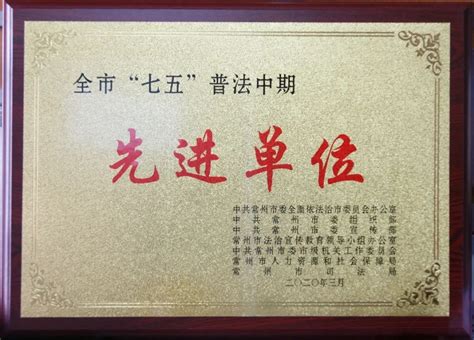 全市“七五”普法中期
先进单位
中共常州市委全面依法治市委员会办公室
中共常州市委组织部
中共常州市委宣传部
常州市法治宣传教育领导小组办公室
中共常州市委市级机关工作委员会
常州市人力资源和社会保障局
常州市司法局
二〇二〇年三月